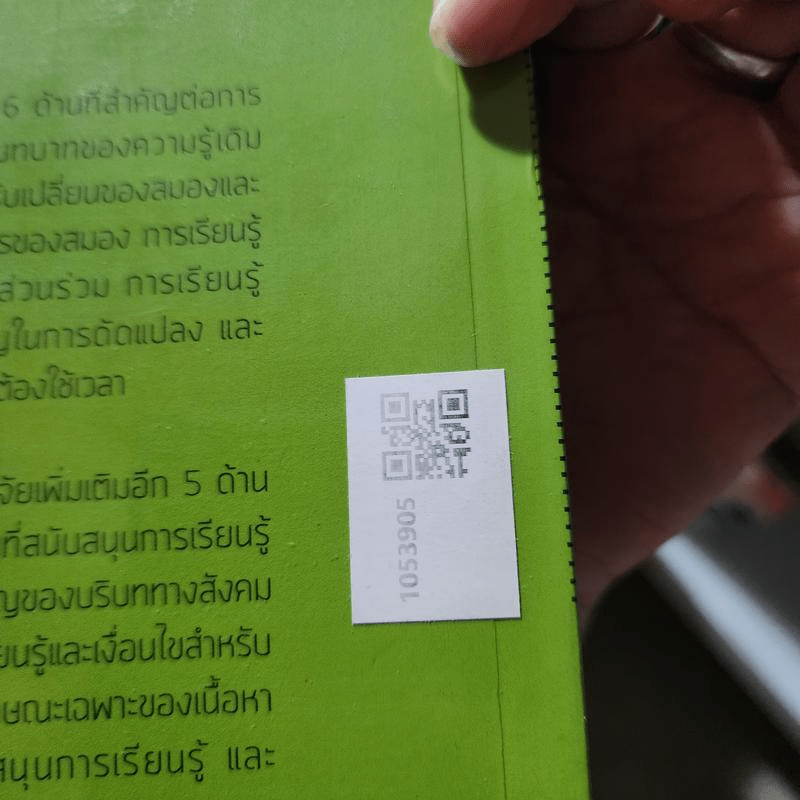 6 ด้านที่สำคัญต่อการ
บทบาทของความรู้เดิม
รับเปลี่ยนของสมองและ
รของสมอง การเรียนรู้
ส่วนร่วม การเรียนรู้
ญในการดัดแปลง และ
ต้องใช้เวลา
จัยเพิ่มเติมอีก 5 ด้าน
ที่สนับสนุนการเรียนรู้
ญของบริบททางสังคม
ยนรู้และเงื่อนไขสำหรับ
ษณะเฉพาะของเนื้อหา
สนุนการเรียนรู้ และ
1053905